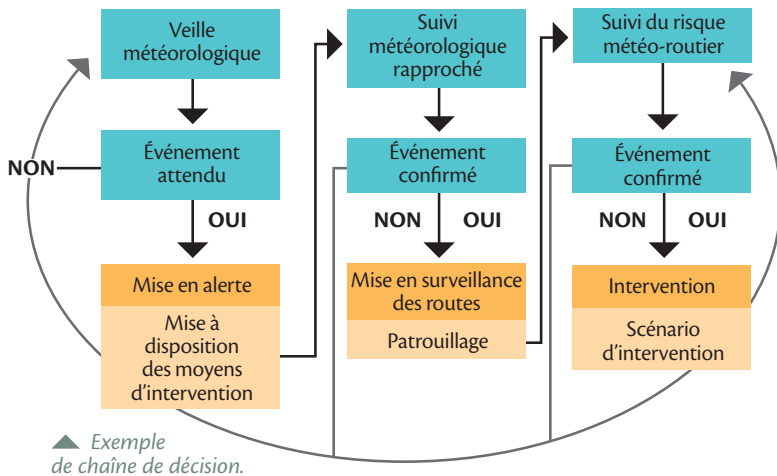 Veille
météorologique
Événement
attendu
NON
OUI
Mise en alerte
Mise à
disposition
des moyens
d'intervention
Suivi
météorologique
rapproché
Événement
confirmé
NON OUI
Mise en surveillance
des routes
Patrouillage
Suivi du risque
météo-routier
Événement
confirmé
NON OUI
Intervention
Scénario
d'intervention
Exemple
de chaîne de décision.